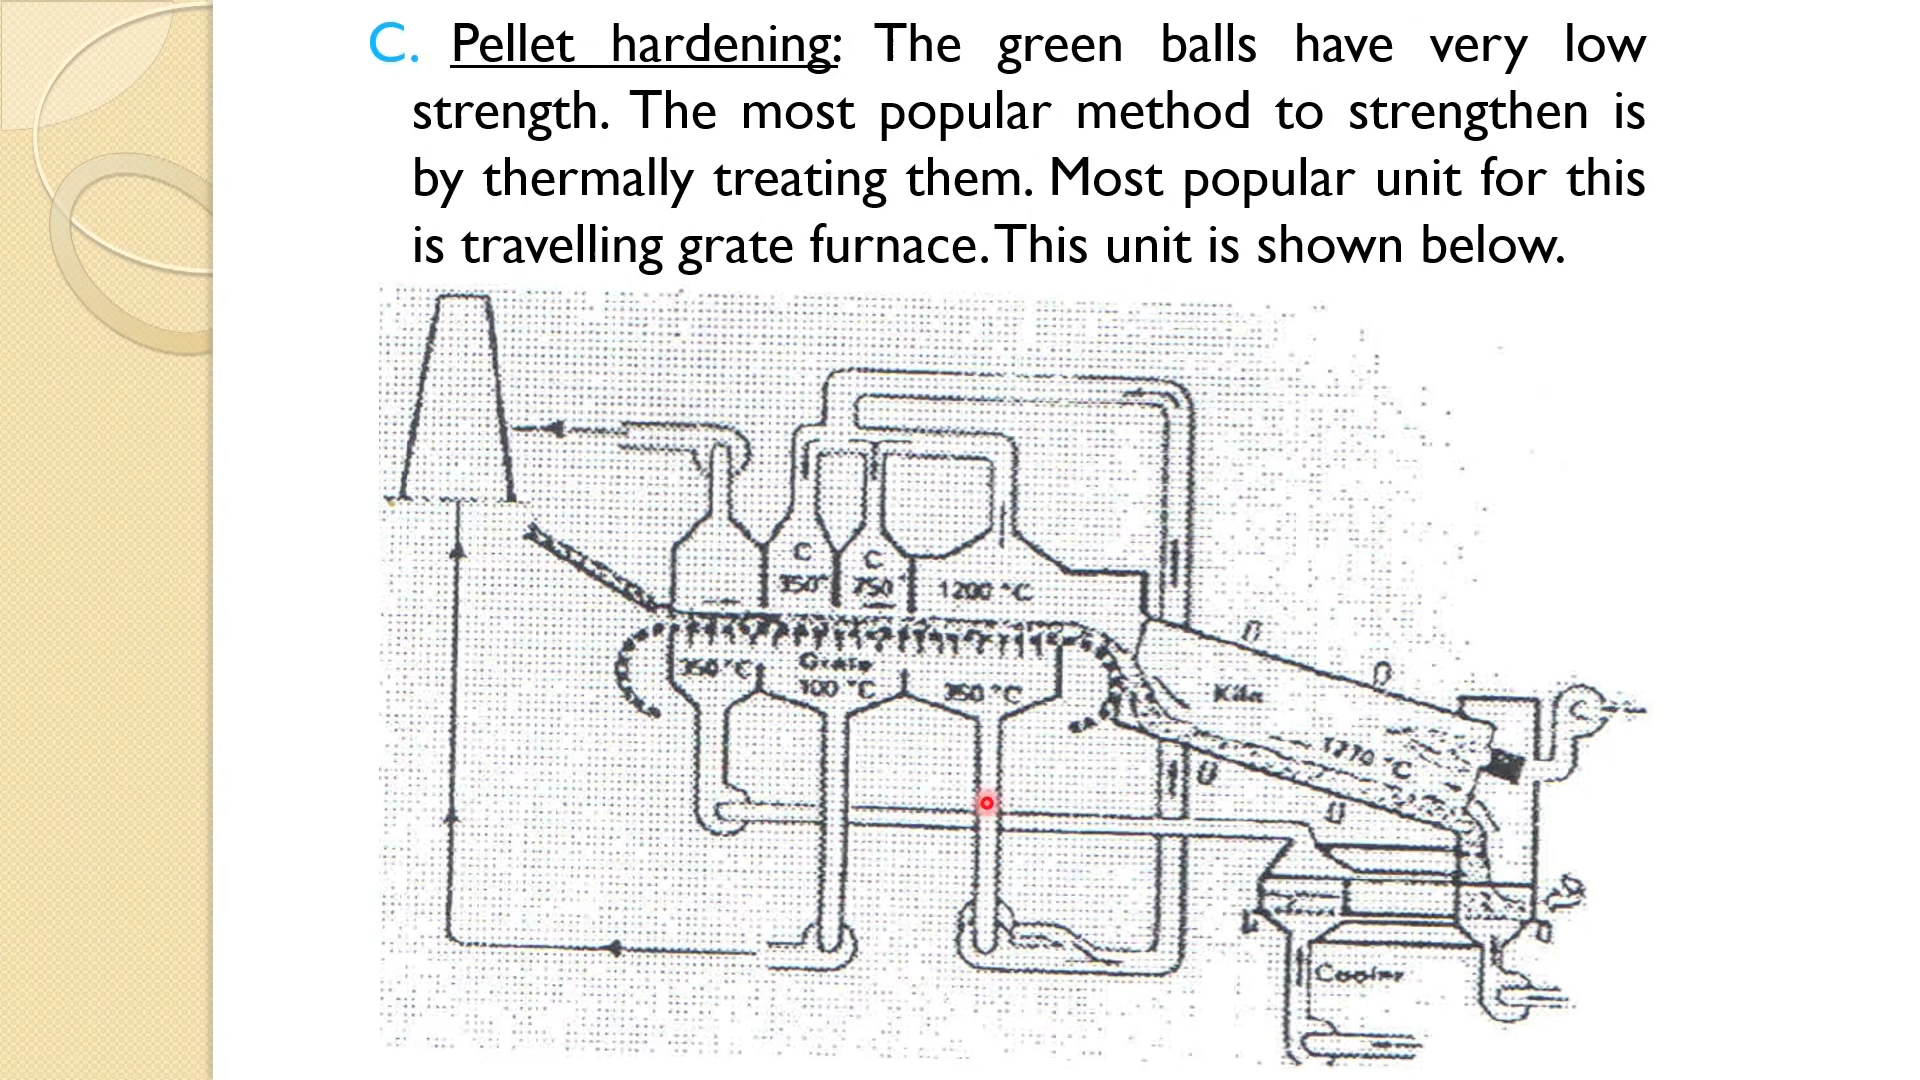 C. Pellet hardening: The green balls have very low
strength. The most popular method to strengthen is
by thermally treating them. Most popular unit for this
is travelling grate furnace. This unit is shown below.
C
C
350°
750°
1200 °C
350 °C
Grate
100 °C
350 °C
Kiln
°C
Cooler